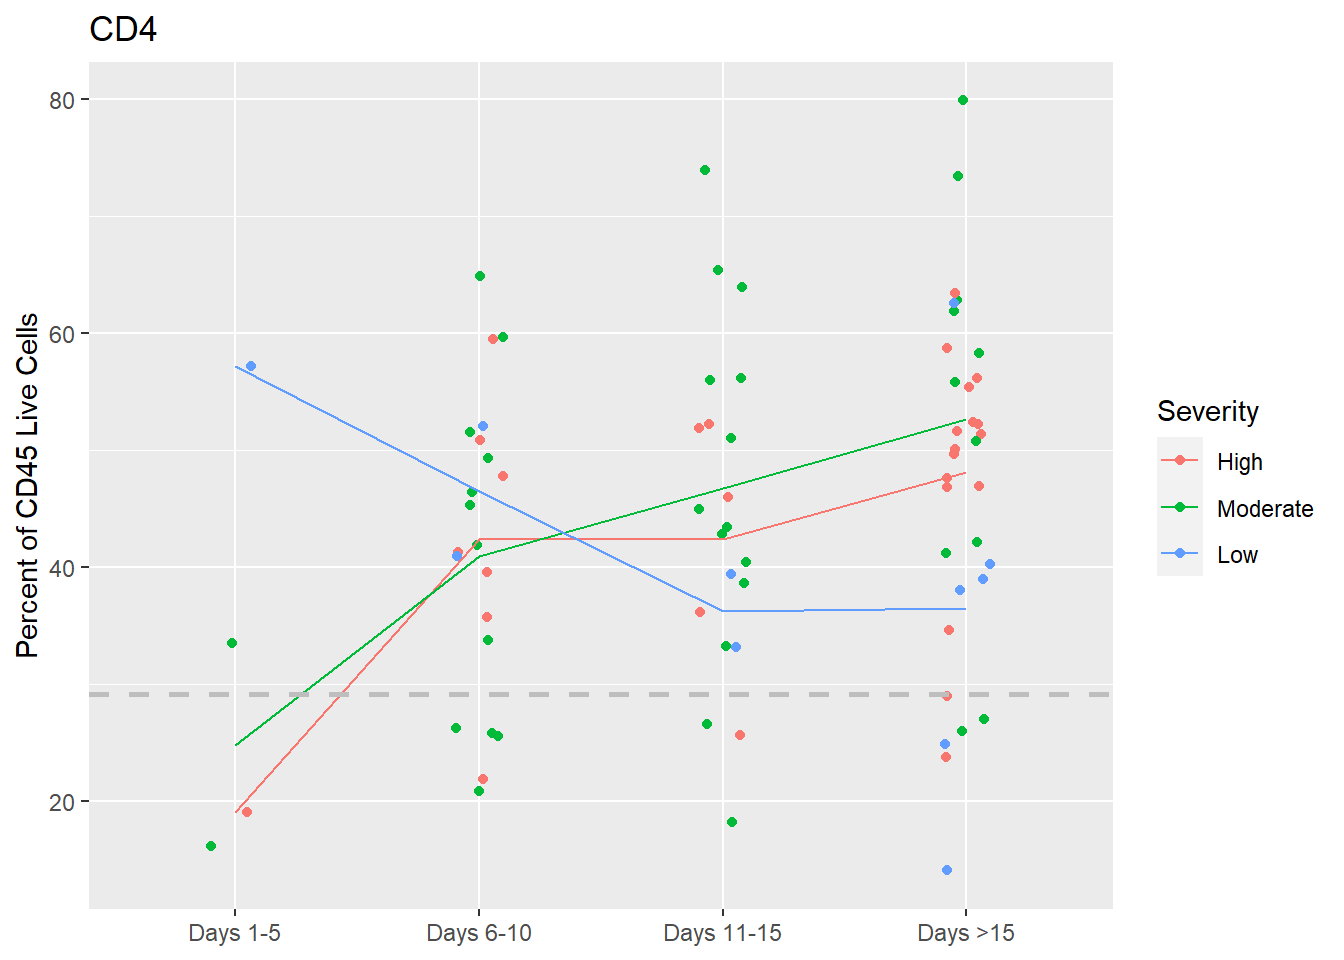 CD4
Percent of CD45 Live Cells
80
60
40
20
Days 1-5
Days 6-10
Days 11-15
Days >15
Severity
High
Moderate
Low